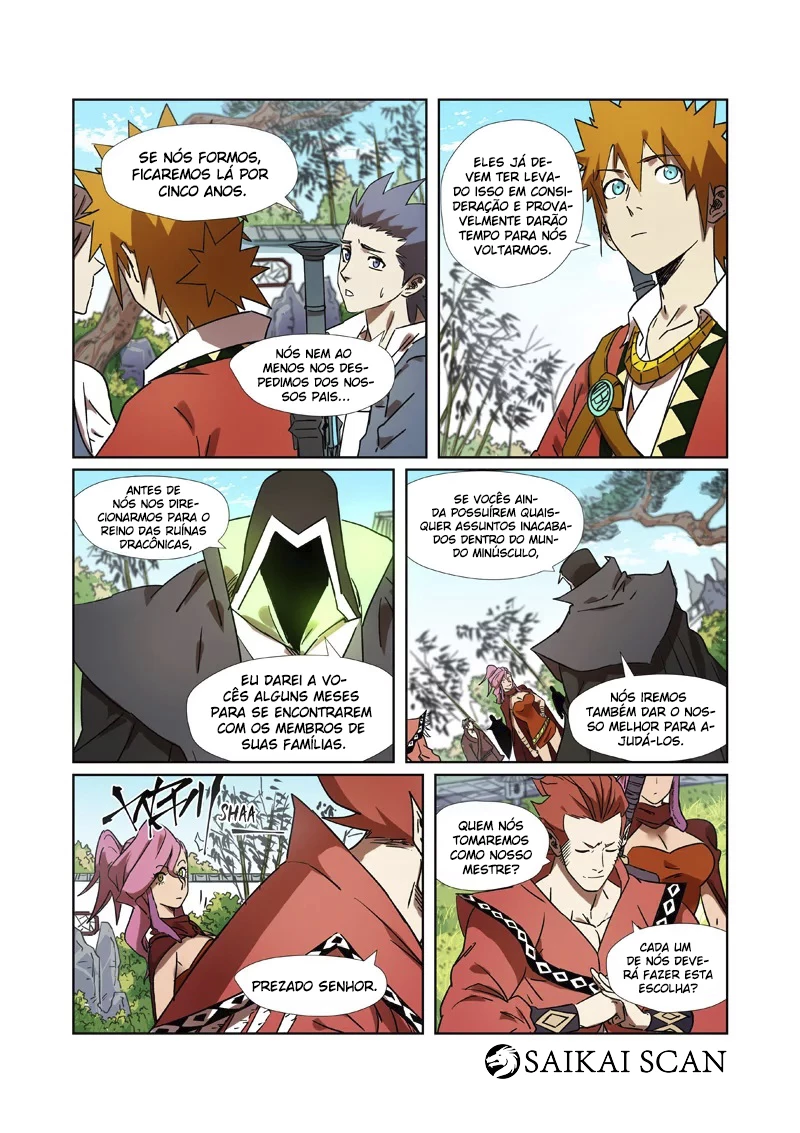 SE NÓS FORMOS,
FICAREMOS LÁ POR
CINCO ANOS.
NÓS NEM AO
MENOS NOS DES-
PEDIMOS DOS NOS-
SOS PAIS...
ELES JÁ DE-
VEM TER LEVA-
DO ISSO EM CONSI-
DERAÇÃO E PROVA-
VELMENTE DARÃO
TEMPO PARA NÓS
VOLTARMOS.
ANTES DE
NÓS NOS DIRE-
CIONARMOS PARA O
REINO DAS RUÍNAS
DRACÔNICAS,
EU DAREI A VO-
CÊS ALGUNS MESES
PARA SE ENCONTRAREM
COM OS MEMBROS DE
SUAS FAMÍLIAS.
SE VOCÊS AIN-
DA POSSUÍREM QUAIS-
QUER ASSUNTOS INACABA-
DOS DENTRO DO MUN-
DO MINÚSCULO,
NÓS IREMOS
TAMBÉM DAR O NOS-
SO MELHOR PARA A-
JUDÁ-LOS.
SHAA
PREZADO SENHOR.
QUEM NÓS
TOMAREMOS
COMO NOSSO
MESTRE?
CADA UM
DE NÓS DEVE-
RÁ FAZER ESTA
ESCOLHA?
SAIKAI SCAN